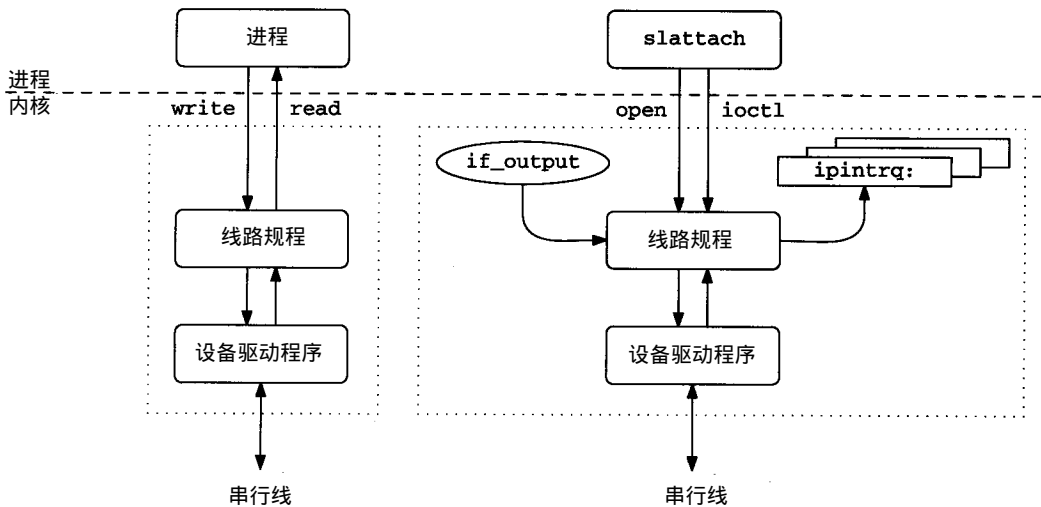 进程
slattach
进程
内核
write
read
open
ioctl
if_output
ipintrq:
线路规程
线路规程
设备驱动程序
设备驱动程序
串行线
串行线